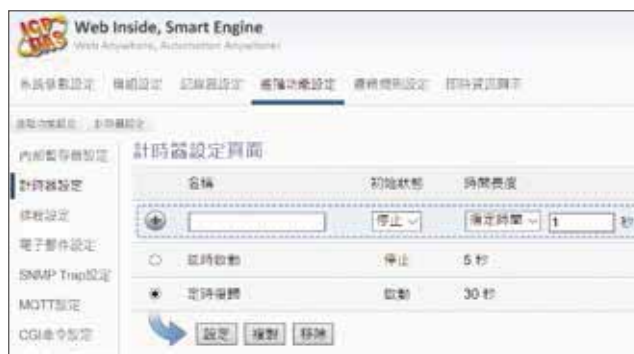 ICP DAS
Web Inside, Smart Engine
Web Anywhere, Automation Anywhere!
系統參數設定 模組設定 記錄器設定 進階功能設定 邏輯規則設定 即時資訊顯示
進階功能設定 計時器設定
內部暫存器設定
計時器設定
排程設定
電子郵件設定
SNMP Trap設定
MQTT設定
CGI命令設定
計時器設定頁面
名稱 初始狀態 時間長度
停止 指定時間 1 秒
延時啟動 停止 5 秒
定時復歸 啟動 30 秒
設定 複製 移除